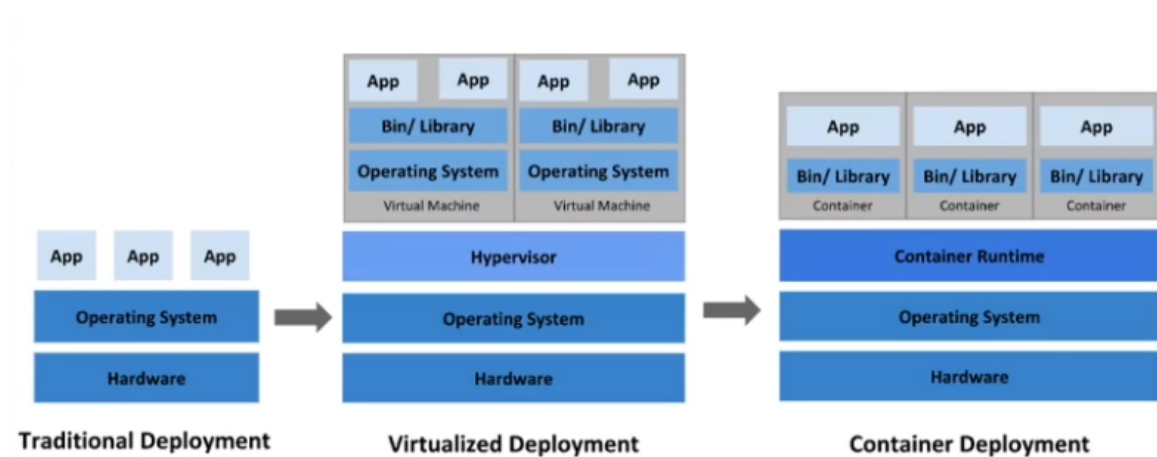 App App App
Operating System
Hardware
Traditional Deployment
App App App App
Bin/ Library Bin/ Library
Operating System Operating System
Virtual Machine Virtual Machine
Hypervisor
Operating System
Hardware
Virtualized Deployment
App App App
Bin/ Library Bin/ Library Bin/ Library
Container Container Container
Container Runtime
Operating System
Hardware
Container Deployment